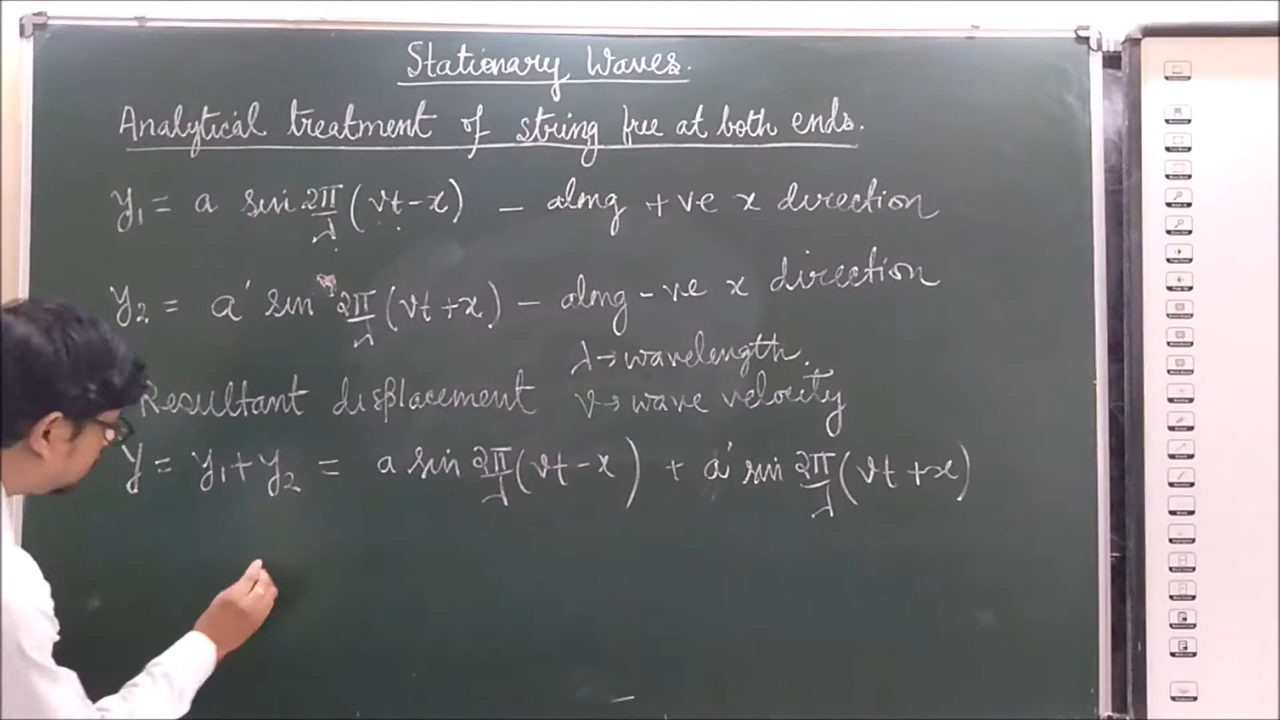 Stationary Waves.
Analytical treatment of string free at both ends.
y₁ = a sin 2π/λ (vt - x) - along +ve x direction
y₂ = a' sin 2π/λ (vt + x) - along -ve x direction
λ → wavelength.
Resultant displacement v → wave velocity
y = y₁ + y₂ = a sin 2π/λ (vt - x) + a' sin 2π/λ (vt + x)